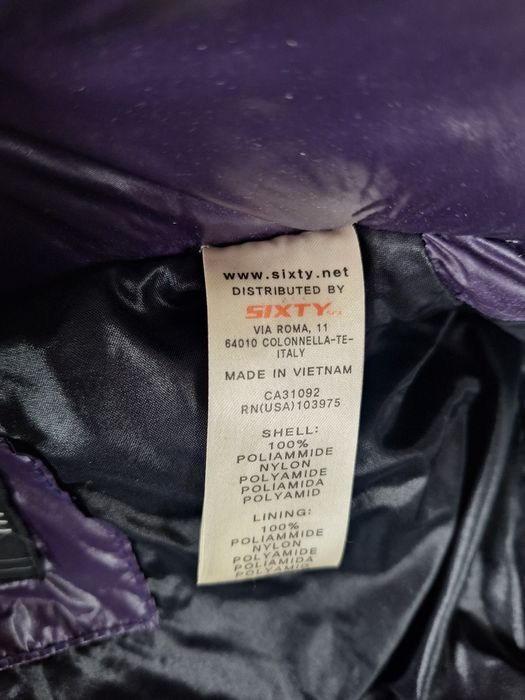 www.sixty.net
DISTRIBUTED BY
SIXTY
VIA ROMA, 11
64010 COLONNELLA-TE-
ITALY
MADE IN VIETNAM
CA31092
RN(USA)103975
SHELL:
100%
POLIAMMIDE
NYLON
POLYAMIDE
POLIAMIDA
POLYAMID
LINING:
100%
POLIAMMIDE
NYLON
POLYAMIDE
POLIAMIDA
POLYAMID